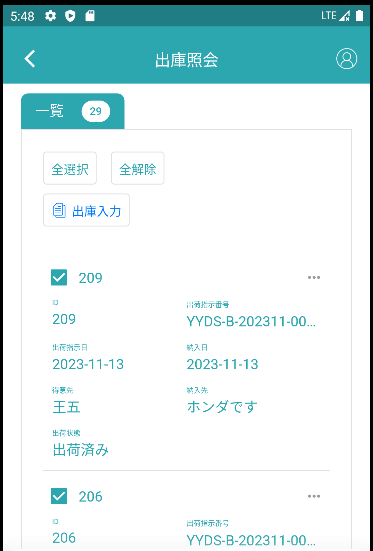 5:48 LTE
出庫照会
一覧 29
全選択 全解除
出庫入力
209
ID 出荷指示番号
209 YYDS-B-202311-00...
出荷指示日 納入日
2023-11-13 2023-11-13
得意先 納入先
王五 ホンダです
出荷状態
出荷済み
206
ID 出荷指示番号
206 YYDS-B-202311-00...